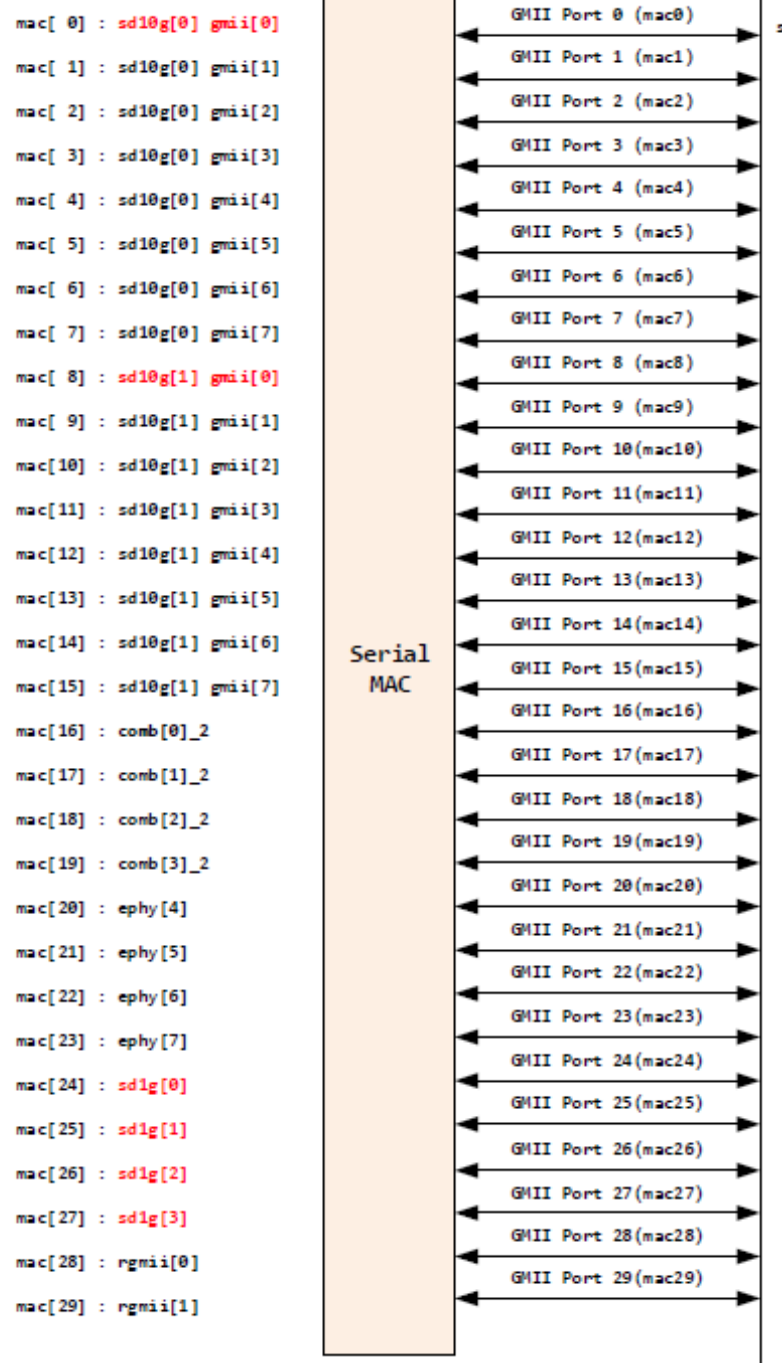 mac[ 0] : sd10g[0] gmii[0]
mac[ 1] : sd10g[0] gmii[1]
mac[ 2] : sd10g[0] gmii[2]
mac[ 3] : sd10g[0] gmii[3]
mac[ 4] : sd10g[0] gmii[4]
mac[ 5] : sd10g[0] gmii[5]
mac[ 6] : sd10g[0] gmii[6]
mac[ 7] : sd10g[0] gmii[7]
mac[ 8] : sd10g[1] gmii[0]
mac[ 9] : sd10g[1] gmii[1]
mac[10] : sd10g[1] gmii[2]
mac[11] : sd10g[1] gmii[3]
mac[12] : sd10g[1] gmii[4]
mac[13] : sd10g[1] gmii[5]
mac[14] : sd10g[1] gmii[6]
mac[15] : sd10g[1] gmii[7]
mac[16] : comb[0]_2
mac[17] : comb[1]_2
mac[18] : comb[2]_2
mac[19] : comb[3]_2
mac[20] : ephy[4]
mac[21] : ephy[5]
mac[22] : ephy[6]
mac[23] : ephy[7]
mac[24] : sd1g[0]
mac[25] : sd1g[1]
mac[26] : sd1g[2]
mac[27] : sd1g[3]
mac[28] : rgmii[0]
mac[29] : rgmii[1]
Serial
MAC
GMII Port 0 (mac0)
GMII Port 1 (mac1)
GMII Port 2 (mac2)
GMII Port 3 (mac3)
GMII Port 4 (mac4)
GMII Port 5 (mac5)
GMII Port 6 (mac6)
GMII Port 7 (mac7)
GMII Port 8 (mac8)
GMII Port 9 (mac9)
GMII Port 10(mac10)
GMII Port 11(mac11)
GMII Port 12(mac12)
GMII Port 13(mac13)
GMII Port 14(mac14)
GMII Port 15(mac15)
GMII Port 16(mac16)
GMII Port 17(mac17)
GMII Port 18(mac18)
GMII Port 19(mac19)
GMII Port 20(mac20)
GMII Port 21(mac21)
GMII Port 22(mac22)
GMII Port 23(mac23)
GMII Port 24(mac24)
GMII Port 25(mac25)
GMII Port 26(mac26)
GMII Port 27(mac27)
GMII Port 28(mac28)
GMII Port 29(mac29)